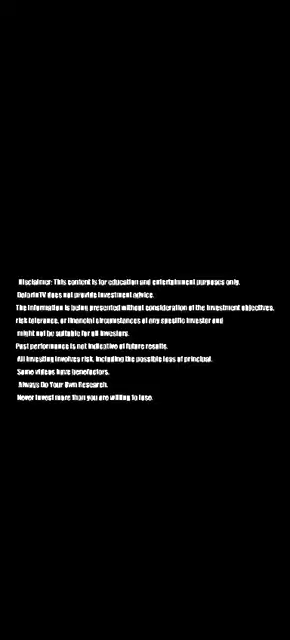 Disclaimer: This content is for education and entertainment purposes only.
DolarinTV does not provide investment advice.
The information is being presented without consideration of the investment objectives,
risk tolerance, or financial circumstances of any specific investor and
might not be suitable for all investors.
Past performance is not indicative of future results.
All investing involves risk, including the possible loss of principal.
Some videos have benefactors.
Always Do Your Own Research.
Never invest more than you are willing to lose.